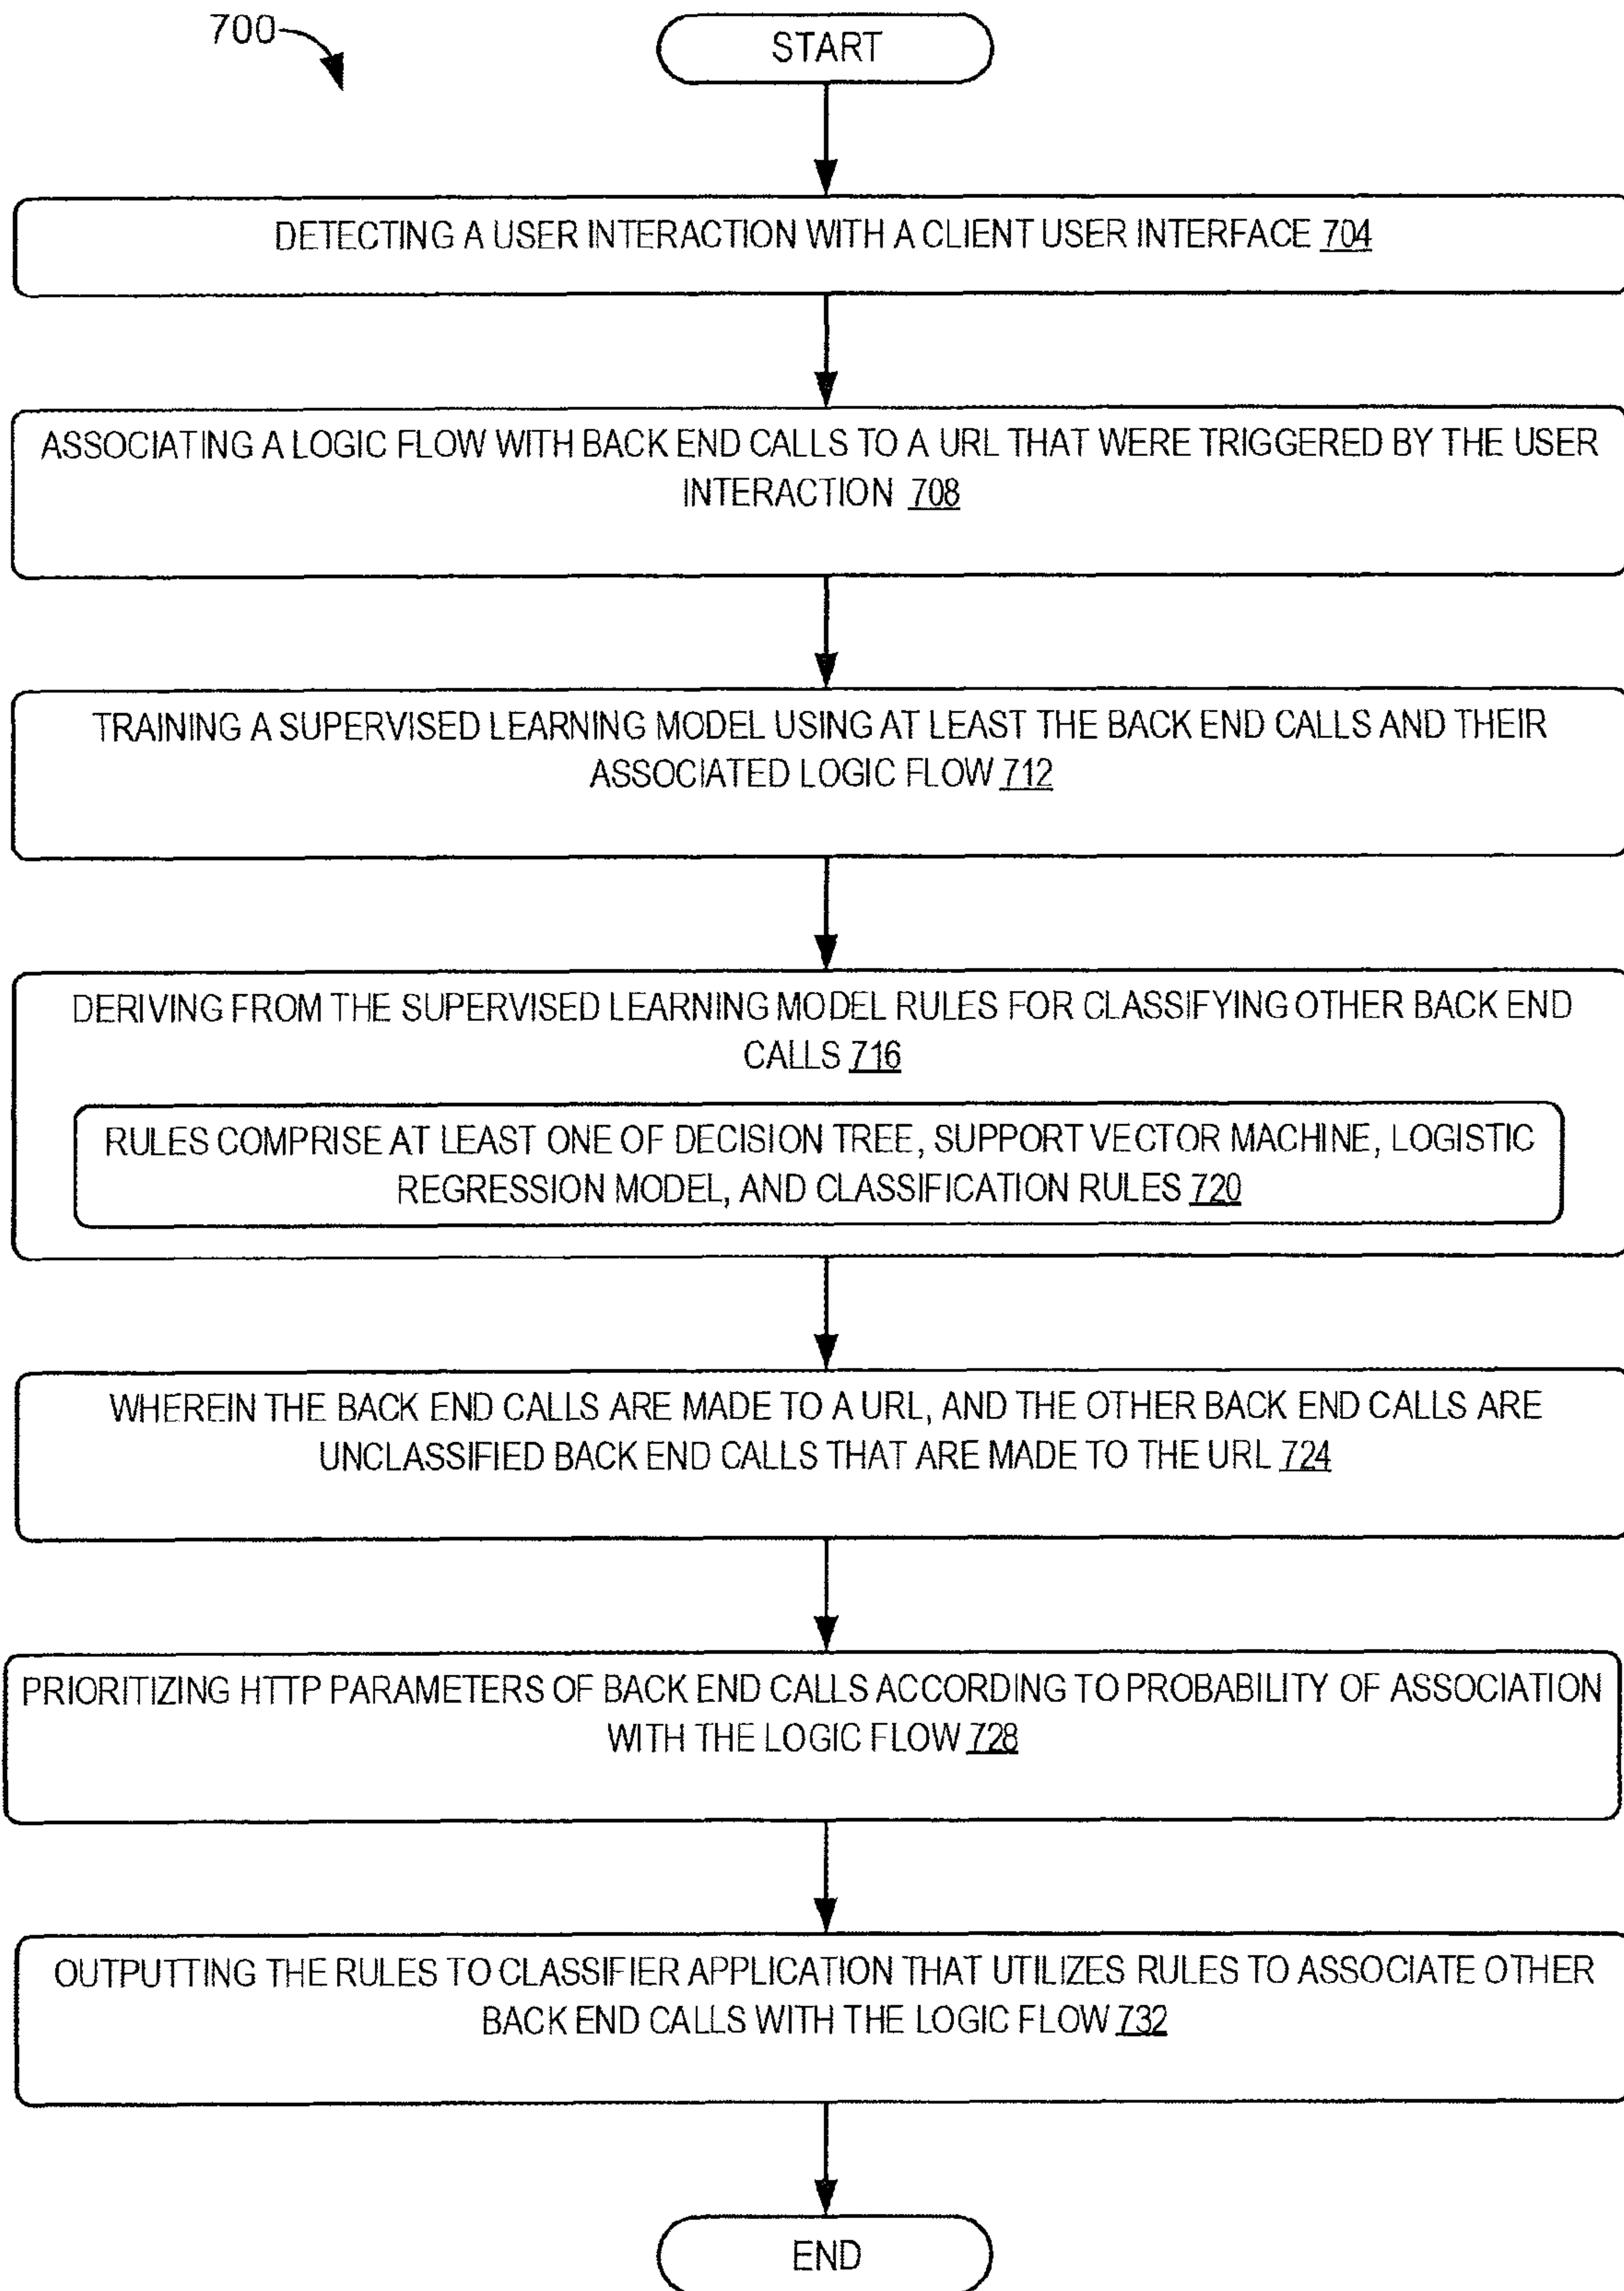 700
START
DETECTING A USER INTERACTION WITH A CLIENT USER INTERFACE 704
ASSOCIATING A LOGIC FLOW WITH BACK END CALLS TO A URL THAT WERE TRIGGERED BY THE USER
INTERACTION 708
TRAINING A SUPERVISED LEARNING MODEL USING AT LEAST THE BACK END CALLS AND THEIR
ASSOCIATED LOGIC FLOW 712
DERIVING FROM THE SUPERVISED LEARNING MODEL RULES FOR CLASSIFYING OTHER BACK END
CALLS 716
RULES COMPRISE AT LEAST ONE OF DECISION TREE, SUPPORT VECTOR MACHINE, LOGISTIC
REGRESSION MODEL, AND CLASSIFICATION RULES 720
WHEREIN THE BACK END CALLS ARE MADE TO A URL, AND THE OTHER BACK END CALLS ARE
UNCLASSIFIED BACK END CALLS THAT ARE MADE TO THE URL 724
PRIORITIZING HTTP PARAMETERS OF BACK END CALLS ACCORDING TO PROBABILITY OF ASSOCIATION
WITH THE LOGIC FLOW 728
OUTPUTTING THE RULES TO CLASSIFIER APPLICATION THAT UTILIZES RULES TO ASSOCIATE OTHER
BACK END CALLS WITH THE LOGIC FLOW 732
END